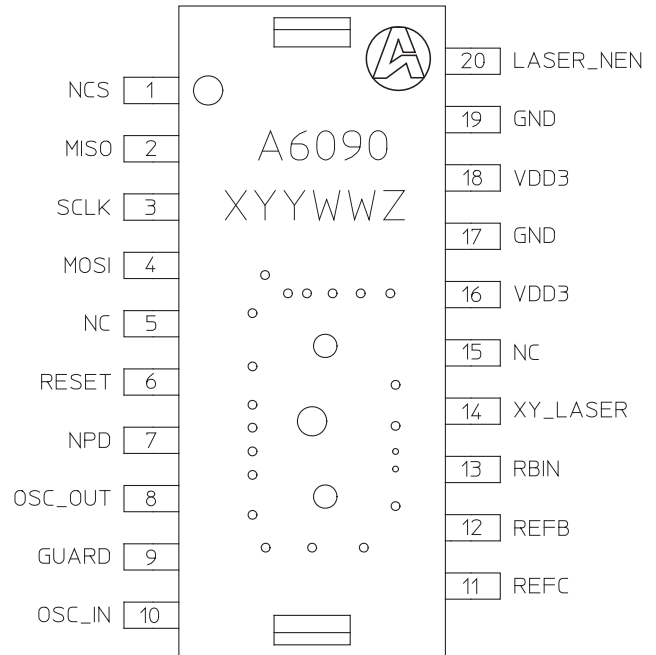 NCS 1
MISO 2
SCLK 3
MOSI 4
NC 5
RESET 6
NPD 7
OSC_OUT 8
GUARD 9
OSC_IN 10
A6090
XYYWWZ
20 LASER_NEN
19 GND
18 VDD3
17 GND
16 VDD3
15 NC
14 XY_LASER
13 RBIN
12 REFB
11 REFC